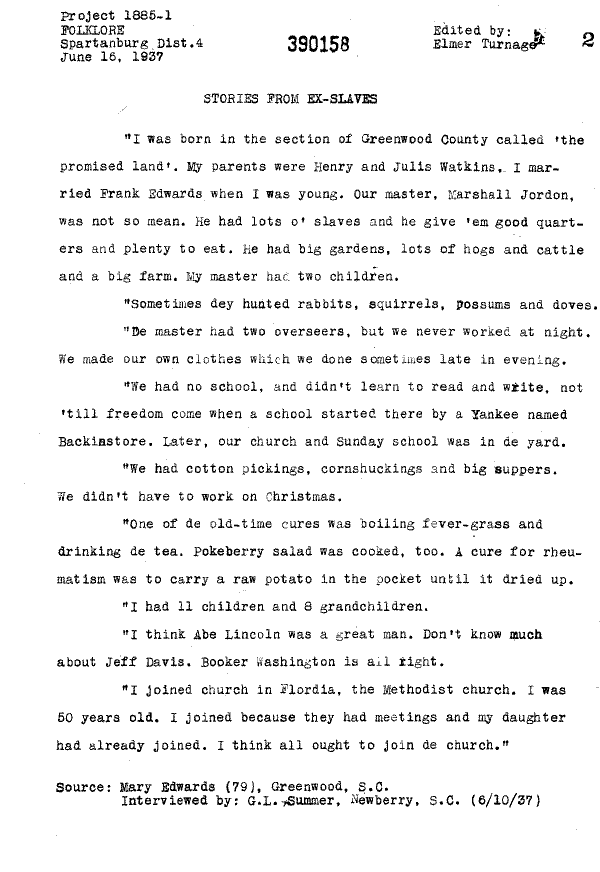 Project 1885-1
FOLKLORE
Spartanburg Dist.4
June 16, 1937
390158
Edited by:
Elmer Turnage
2
STORIES FROM EX-SLAVES
"I was born in the section of Greenwood County called 'the
promised land'. My parents were Henry and Julis Watkins. I mar-
ried Frank Edwards when I was young. Our master, Marshall Jordon,
was not so mean. He had lots o' slaves and he give 'em good quart-
ers and plenty to eat. He had big gardens, lots of hogs and cattle
and a big farm. My master had two children.
"Sometimes dey hunted rabbits, squirrels, possums and doves.
"De master had two overseers, but we never worked at night.
We made our own clothes which we done sometimes late in evening.
"We had no school, and didn't learn to read and write, not
'till freedom come when a school started there by a Yankee named
Backinstore. Later, our church and Sunday school was in de yard.
"We had cotton pickings, cornshuckings and big suppers.
We didn't have to work on Christmas.
"One of de old-time cures was boiling fever-grass and
drinking de tea. Pokeberry salad was cooked, too. A cure for rheu-
matism was to carry a raw potato in the pocket until it dried up.
"I had 11 children and 8 grandchildren.
"I think Abe Lincoln was a great man. Don't know much
about Jeff Davis. Booker Washington is all right.
"I joined church in Flordia, the Methodist church. I was
50 years old. I joined because they had meetings and my daughter
had already joined. I think all ought to join de church."
Source: Mary Edwards (79), Greenwood, S.C.
Interviewed by: G.L. Summer, Newberry, S.C. (6/10/37)